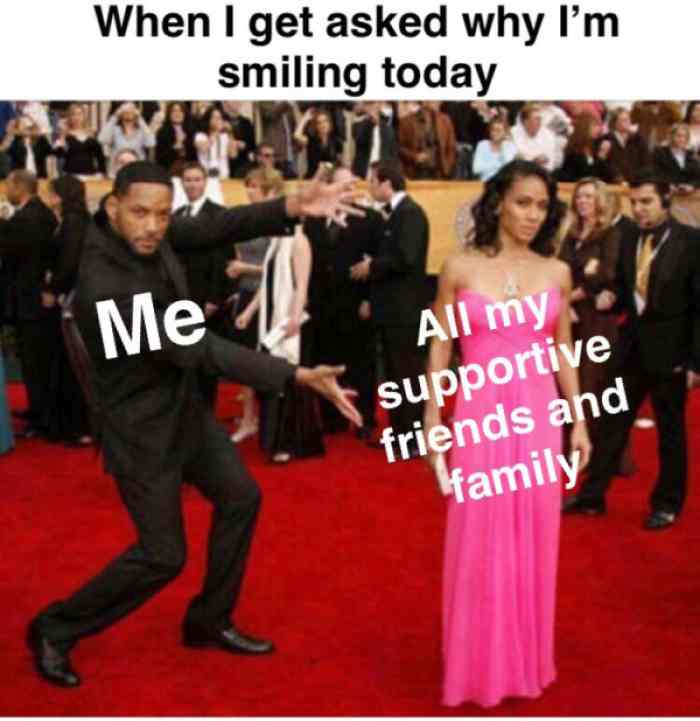 When I get asked why I’m
smiling today
Me
All my
supportive
friends and
family